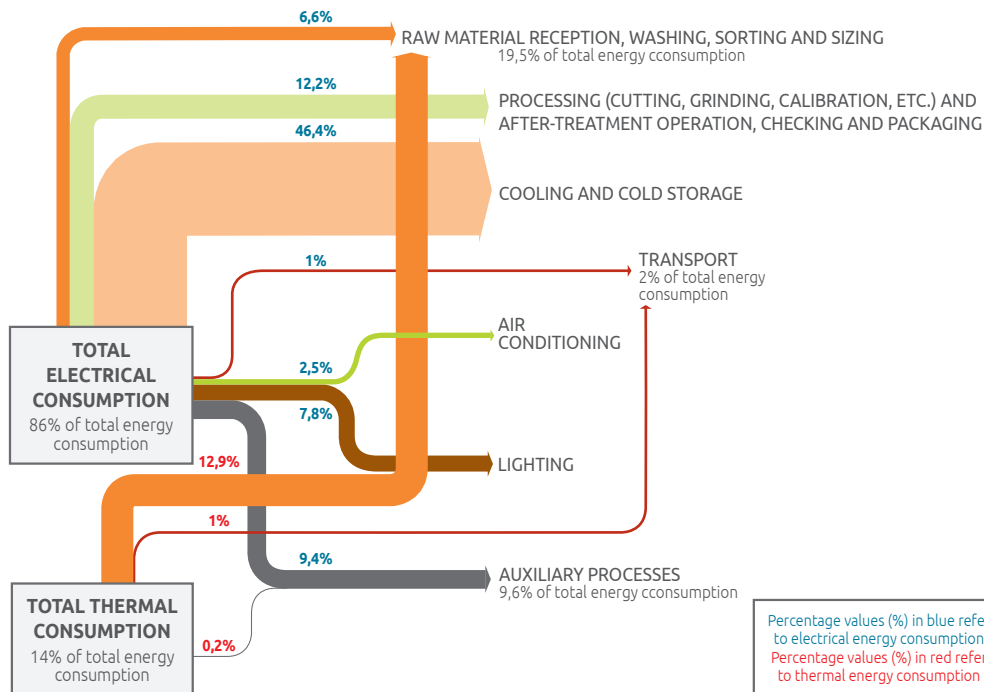 6,6%
RAW MATERIAL RECEPTION, WASHING, SORTING AND SIZING
19,5% of total energy cconsumption
12,2%
PROCESSING (CUTTING, GRINDING, CALIBRATION, ETC.) AND
AFTER-TREATMENT OPERATION, CHECKING AND PACKAGING
46,4%
COOLING AND COLD STORAGE
1%
TRANSPORT
2% of total energy
consumption
AIR
CONDITIONING
TOTAL
ELECTRICAL
CONSUMPTION
86% of total energy
consumption
2,5%
7,8%
LIGHTING
12,9%
1%
9,4%
AUXILIARY PROCESSES
9,6% of total energy cconsumption
TOTAL THERMAL
CONSUMPTION
14% of total energy
consumption
0,2%
Percentage values (%) in blue refer
to electrical energy consumption
Percentage values (%) in red refer
to thermal energy consumption